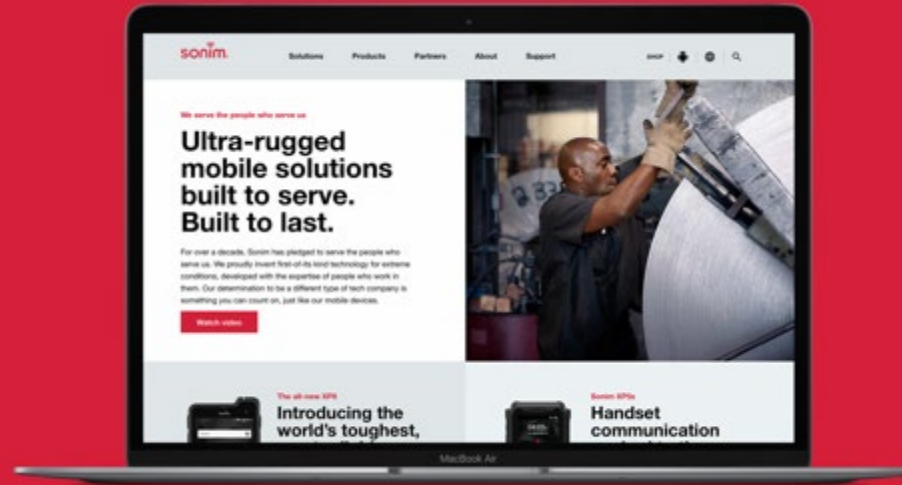 sonim
Solutions Products Partners About Support SHOP
We serve the people who serve us
Ultra-rugged
mobile solutions
built to serve.
Built to last.
For over a decade, Sonim has pledged to serve the people who
serve us. We proudly invent first-of-its kind technology for extreme
conditions, developed with the expertise of people who work in
them. Our determination to be a different type of tech company is
something you can count on, just like our mobile devices.
Watch video
The all-new XP8
Introducing the
world's toughest,
Sonim XP5s
Handset
communication
MacBook Air